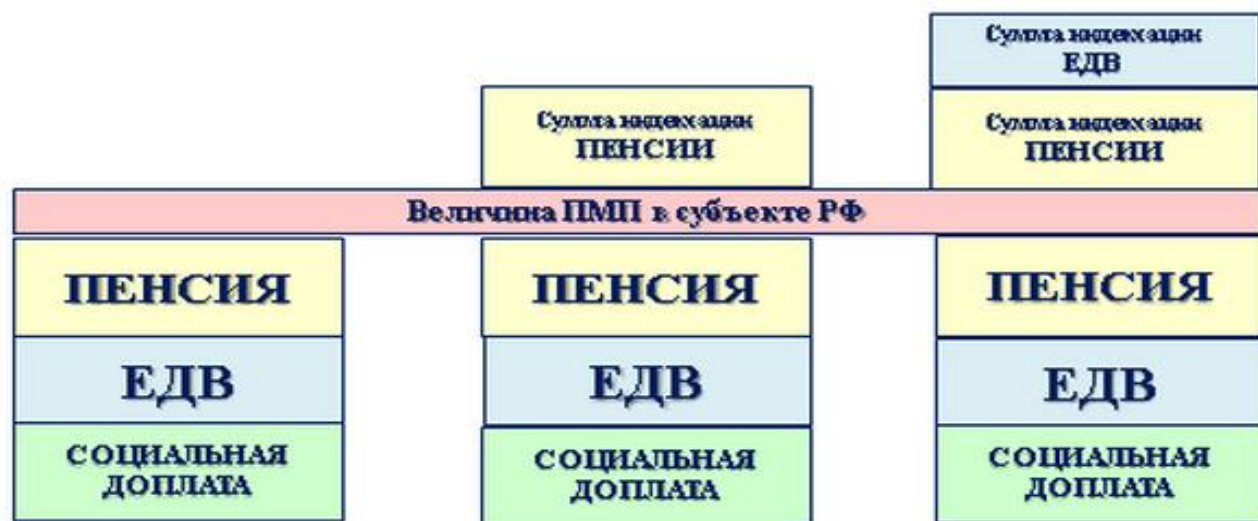 Сумма индексации
ЕДВ
Сумма индексации
ПЕНСИИ
Сумма индексации
ПЕНСИИ
Величина ПМП в субъекте РФ
ПЕНСИЯ
ПЕНСИЯ
ПЕНСИЯ
ЕДВ
ЕДВ
ЕДВ
СОЦИАЛЬНАЯ
ДОПЛАТА
СОЦИАЛЬНАЯ
ДОПЛАТА
СОЦИАЛЬНАЯ
ДОПЛАТА